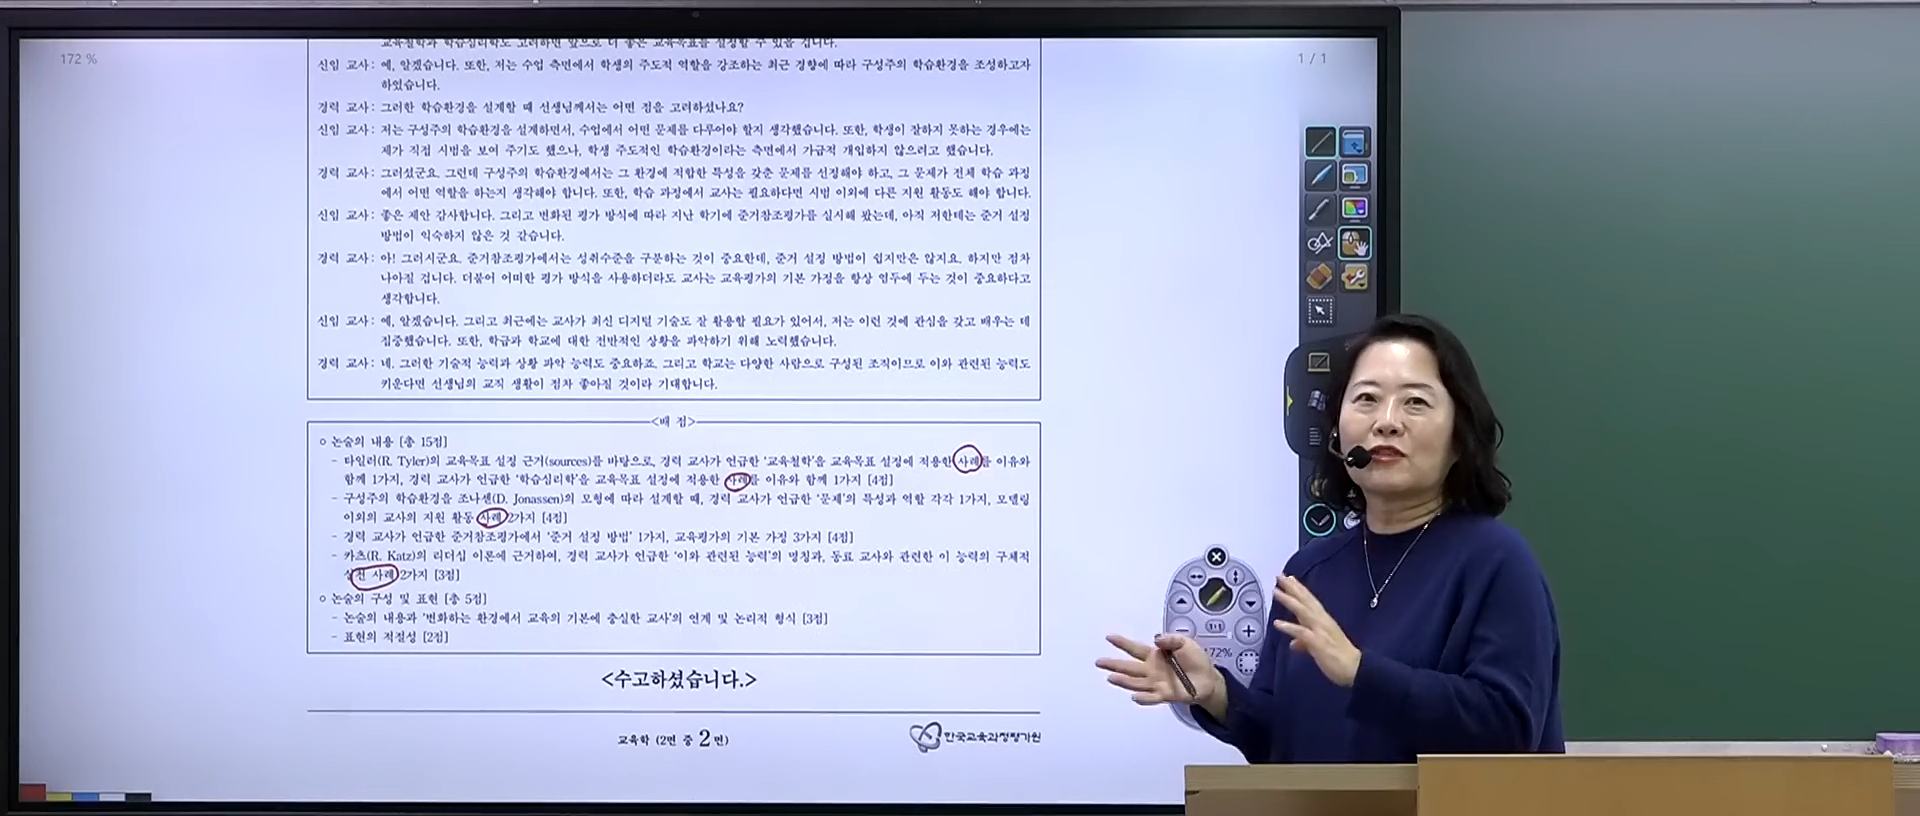 172 %
1 / 1
교육철학과 학습심리학도 고려하면 앞으로 더 좋은 교육목표를 설정할 수 있을 겁니다.
신임 교사: 예, 알겠습니다. 또한, 저는 수업 측면에서 학생의 주도적 역할을 강조하는 최근 경향에 따라 구성주의 학습환경을 조성하고자
하였습니다.
경력 교사: 그러한 학습환경을 설계할 때 선생님께서는 어떤 점을 고려하셨나요?
신임 교사: 저는 구성주의 학습환경을 설계하면서, 수업에서 어떤 문제를 다루어야 할지 생각했습니다. 또한, 학생이 잘하지 못하는 경우에는
제가 직접 시범을 보여 주기도 했으나, 학생 주도적인 학습환경이라는 측면에서 가급적 개입하지 않으려고 했습니다.
경력 교사: 그러셨군요. 그런데 구성주의 학습환경에서는 그 환경에 적합한 특성을 갖춘 문제를 선정해야 하고, 그 문제가 전체 학습 과정
에서 어떤 역할을 하는지 생각해야 합니다. 또한, 학습 과정에서 교사는 필요하다면 시범 이외에 다른 지원 활동도 해야 합니다.
신임 교사: 좋은 제안 감사합니다. 그리고 변화된 평가 방식에 따라 지난 학기에 준거참조평가를 실시해 봤는데, 아직 저한테는 준거 설정
방법이 익숙하지 않은 것 같습니다.
경력 교사: 아! 그러시군요. 준거참조평가에서는 성취수준을 구분하는 것이 중요한데, 준거 설정 방법이 쉽지만은 않지요. 하지만 점차
나아질 겁니다. 더불어 어떠한 평가 방식을 사용하더라도 교사는 교육평가의 기본 가정을 항상 염두에 두는 것이 중요하다고
생각합니다.
신임 교사: 예, 알겠습니다. 그리고 최근에는 교사가 최신 디지털 기술도 잘 활용할 필요가 있어서, 저는 이런 것에 관심을 갖고 배우는 데
집중했습니다. 또한, 학급과 학교에 대한 전반적인 상황을 파악하기 위해 노력했습니다.
경력 교사: 네. 그러한 기술적 능력과 상황 파악 능력도 중요하죠. 그리고 학교는 다양한 사람으로 구성된 조직이므로 이와 관련된 능력도
키운다면 선생님의 교직 생활이 점차 좋아질 것이라 기대합니다.
<배 점>
○ 논술의 내용 [총 15점]
- 타일러(R. Tyler)의 교육목표 설정 근거(sources)를 바탕으로, 경력 교사가 언급한 '교육철학'을 교육목표 설정에 적용한 사례를 이유와
함께 1가지, 경력 교사가 언급한 '학습심리학'을 교육목표 설정에 적용한 사례를 이유와 함께 1가지 [4점]
- 구성주의 학습환경을 조나센(D. Jonassen)의 모형에 따라 설계할 때, 경력 교사가 언급한 '문제'의 특성과 역할 각각 1가지, 모델링
이외의 교사의 지원 활동 사례 2가지 [4점]
- 경력 교사가 언급한 준거참조평가에서 '준거 설정 방법' 1가지, 교육평가의 기본 가정 3가지 [4점]
- 카츠(R. Katz)의 리더십 이론에 근거하여, 경력 교사가 언급한 '이와 관련된 능력'의 명칭과, 동료 교사와 관련한 이 능력의 구체적
실천 사례 2가지 [3점]
○ 논술의 구성 및 표현 [총 5점]
- 논술의 내용과 '변화하는 환경에서 교육의 기본에 충실한 교사'의 연계 및 논리적 형식 [3점]
- 표현의 적절성 [2점]
<수고하셨습니다.>
교육학 (2면 중 2면)
한국교육과정평가원
1:1
172%